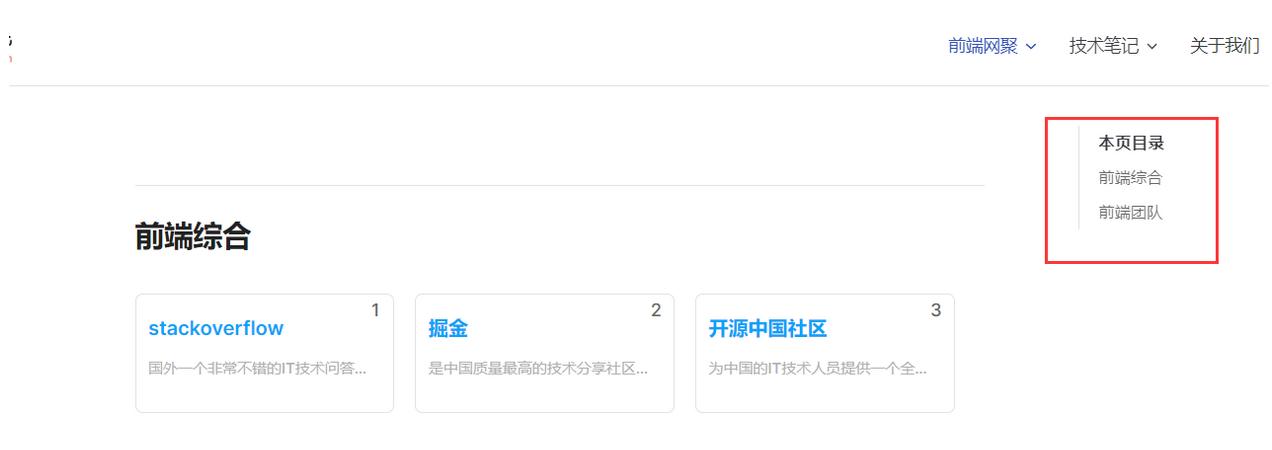 前端网聚
技术笔记
关于我们
本页目录
前端综合
前端团队
前端综合
1
stackoverflow
国外一个非常不错的IT技术问答...
2
掘金
是中国质量最高的技术分享社区...
3
开源中国社区
为中国的IT技术人员提供一个全...